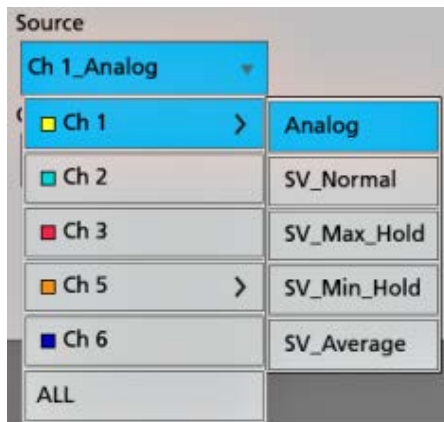 Source
Ch 1_Analog
Ch 1
Analog
Ch 2
SV_Normal
Ch 3
SV_Max_Hold
Ch 5
SV_Min_Hold
Ch 6
SV_Average
ALL